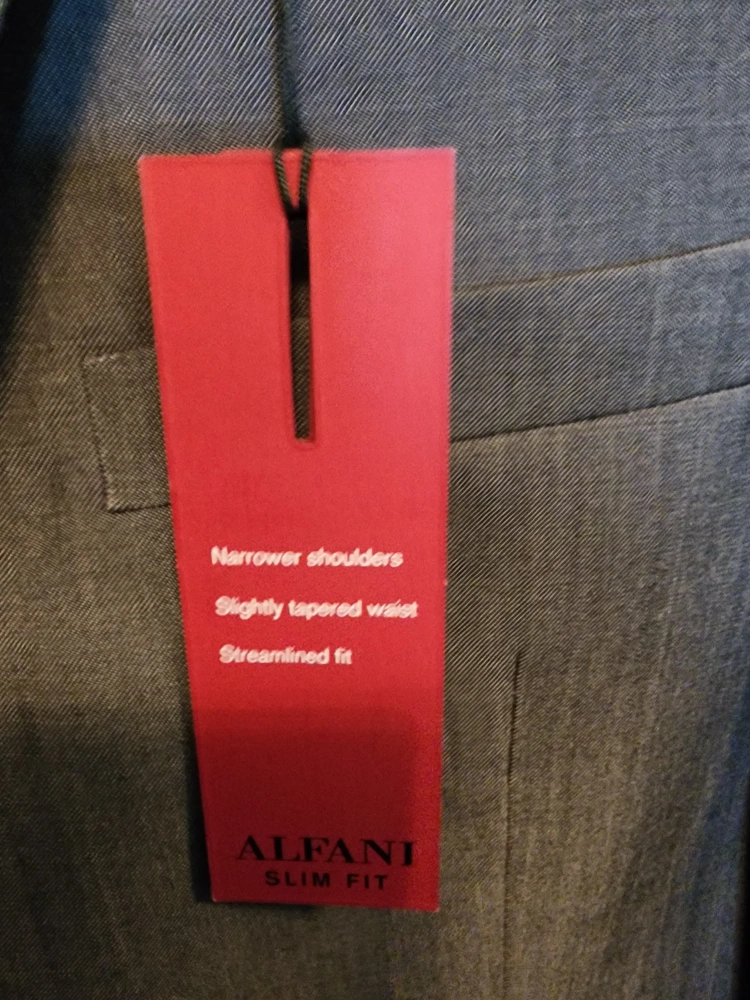 Narrower shoulders
Slightly tapered waist
Streamlined fit
ALFANI
SLIM FIT